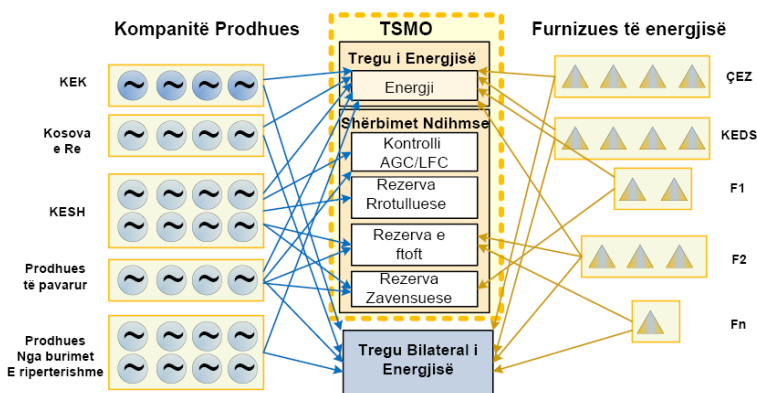 Kompanitë Prodhues
TSMO
Furnizues të energjisë
Tregu i Energjisë
Energji
Shërbimet Ndihmse
Kontrolli
AGC/LFC
Rezerva
Rrotulluese
Rezerva e
ftoft
Rezerva
Zavensuese
Tregu Bilateral i
Energjisë
KEK
Kosova
e Re
KESH
Prodhues
të pavarur
Prodhues
Nga burimet
E riperterishme
ÇEZ
KEDS
F1
F2
Fn